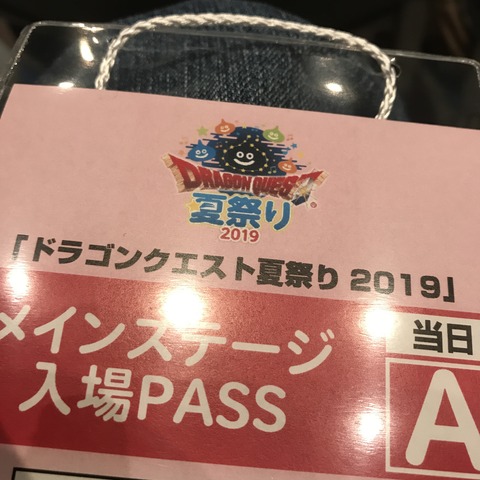 DRAGON QUEST
夏祭り
2019
「ドラゴンクエスト夏祭り 2019」
メインステージ
入場PASS
当日
A